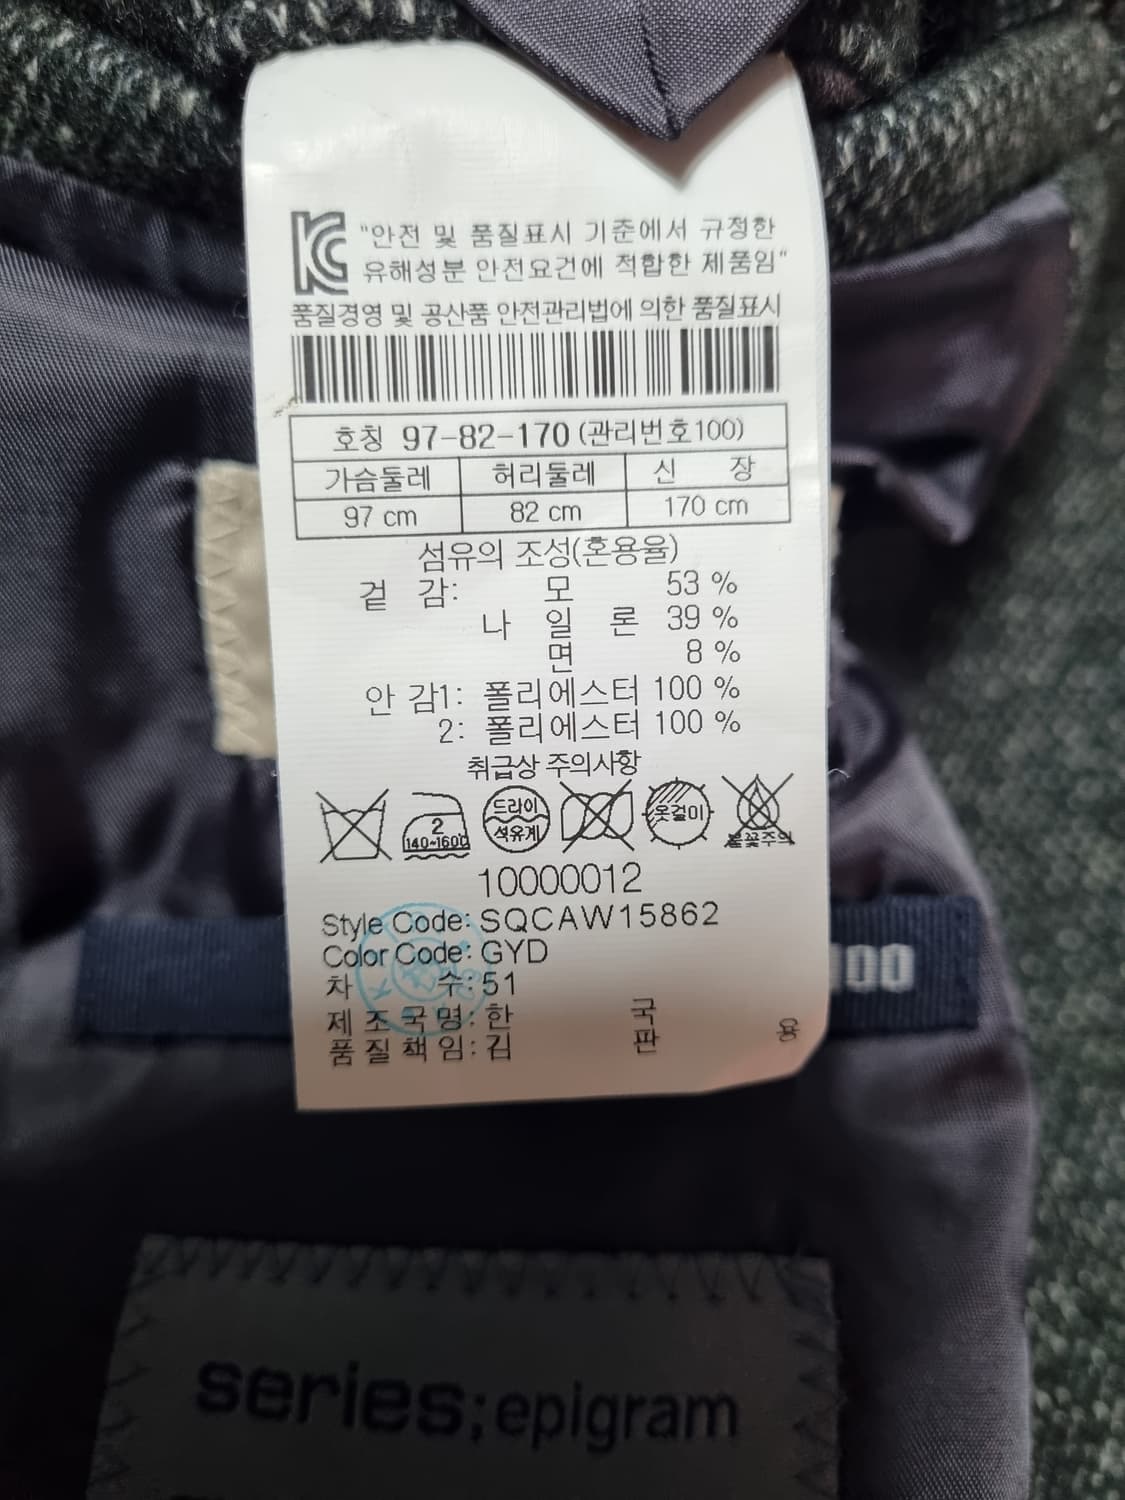 "안전 및 품질표시 기준에서 규정한
유해성분 안전요건에 적합한 제품임"
품질경영 및 공산품 안전관리법에 의한 품질표시
호칭 97-82-170 (관리번호100)
가슴둘레 허리둘레 신 장
97 cm 82 cm 170 cm
섬유의 조성(혼용율)
겉 감: 모 53 %
나 일 론 39 %
면 8 %
안 감1: 폴리에스터 100 %
2: 폴리에스터 100 %
취급상 주의사항
2
140~160℃
드라이
석유계
옷걸이
불꽃주의
10000012
Style Code: SQCAW15862
Color Code: GYD
차 수: 51
제 조 국 명: 한 국
품 질 책 임: 김 판 용
100
series;epigram